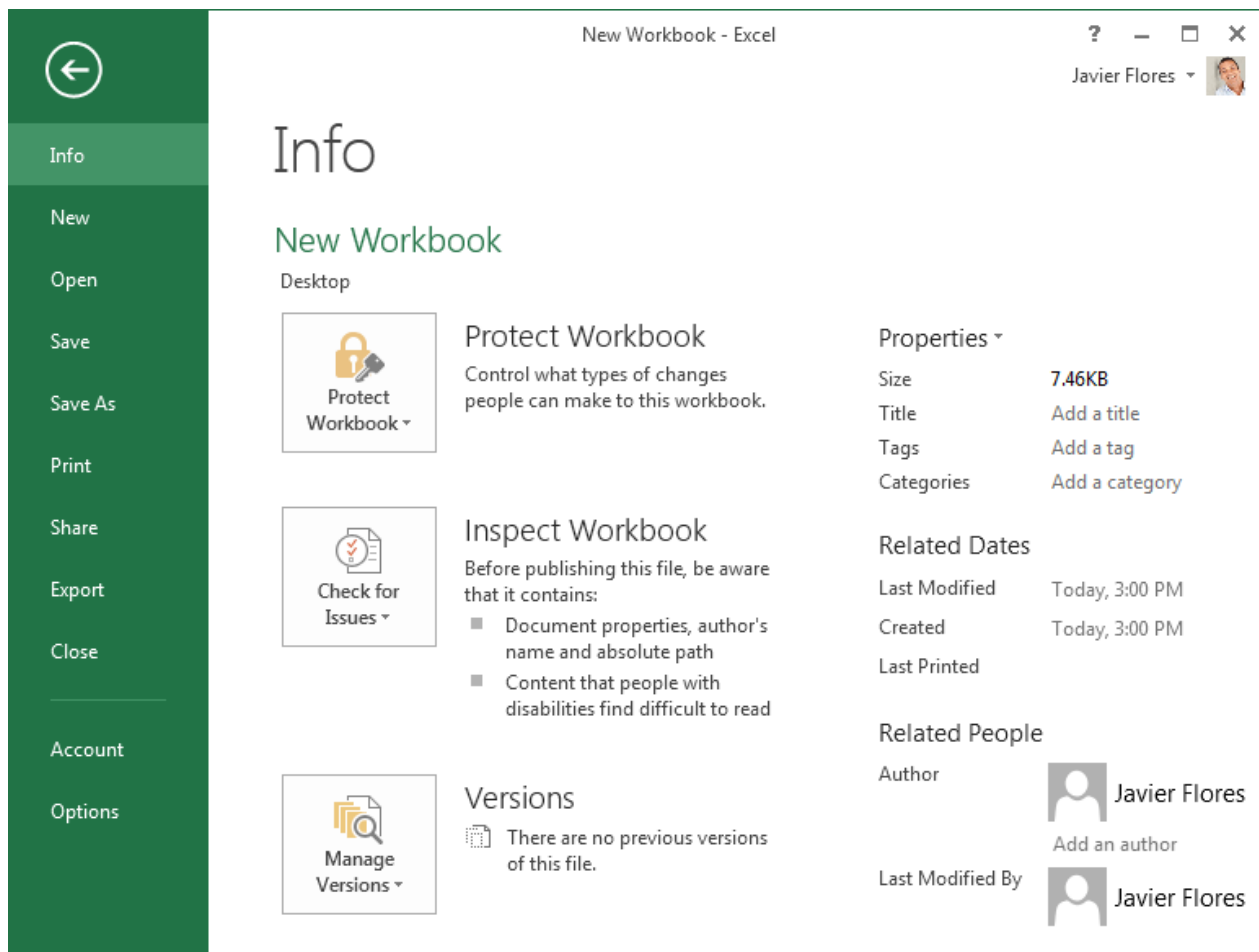 New Workbook - Excel
?
Javier Flores
Info
New
Open
Save
Save As
Print
Share
Export
Close
Account
Options
Info
New Workbook
Desktop
Protect
Workbook
Protect Workbook
Control what types of changes
people can make to this workbook.
Check for
Issues
Inspect Workbook
Before publishing this file, be aware
that it contains:
Document properties, author's
name and absolute path
Content that people with
disabilities find difficult to read
Manage
Versions
Versions
There are no previous versions
of this file.
Properties
Size 7.46KB
Title Add a title
Tags Add a tag
Categories Add a category
Related Dates
Last Modified Today, 3:00 PM
Created Today, 3:00 PM
Last Printed
Related People
Author Javier Flores
Add an author
Last Modified By Javier Flores